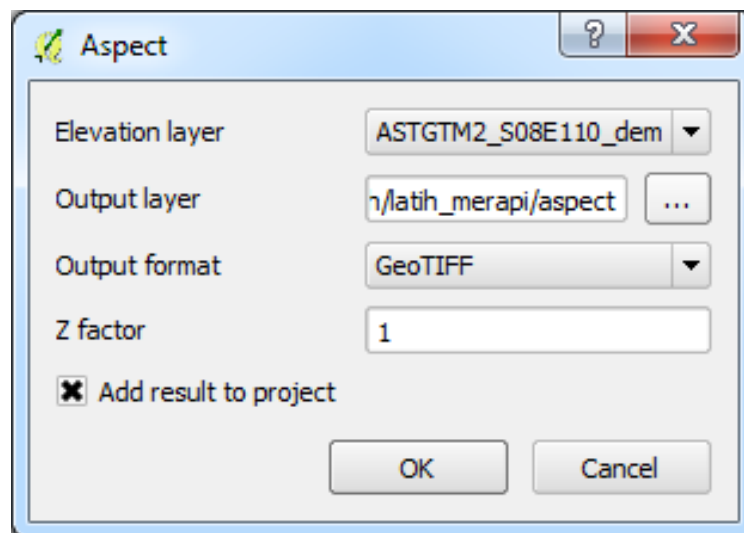 Aspect
Elevation layer ASTGTM2_S08E110_dem
Output layer /latih_merapi/aspect ...
Output format GeoTIFF
Z factor 1
Add result to project
OK Cancel